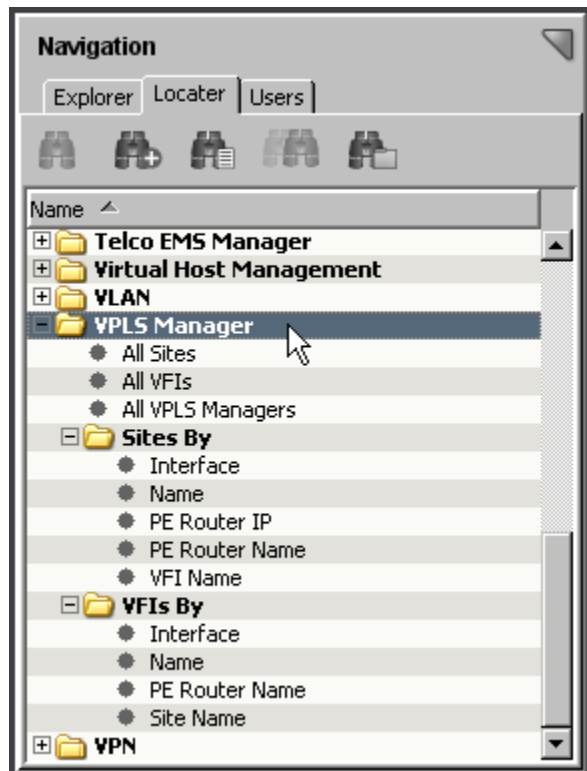 Navigation
Explorer Locater Users
Name
Telco EMS Manager
Virtual Host Management
VLAN
VPLS Manager
All Sites
All VFIs
All VPLS Managers
Sites By
Interface
Name
PE Router IP
PE Router Name
VFI Name
VFIs By
Interface
Name
PE Router Name
Site Name
VPN